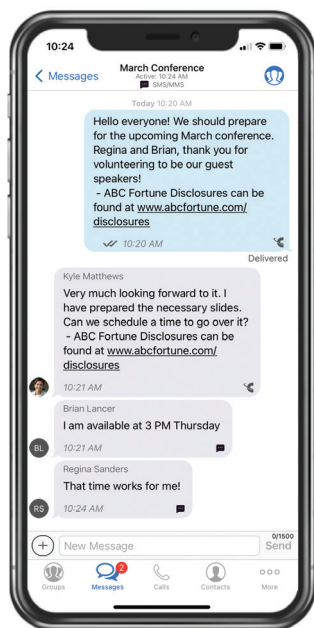 10:24
Messages
March Conference
Active: 10:24 AM
SMS/MMS
Today 10:20 AM
Hello everyone! We should prepare
for the upcoming March conference.
Regina and Brian, thank you for
volunteering to be our guest
speakers!
- ABC Fortune Disclosures can be
found at www.abcfortune.com/
disclosures
10:20 AM
Delivered
Kyle Matthews
Very much looking forward to it. I
have prepared the necessary slides.
Can we schedule a time to go over it?
- ABC Fortune Disclosures can be
found at www.abcfortune.com/
disclosures
10:21 AM
Brian Lancer
I am available at 3 PM Thursday
BL
10:21 AM
Regina Sanders
That time works for me!
RS
10:24 AM
New Message
0/1500
Send
2
Groups
Messages
Calls
Contacts
More